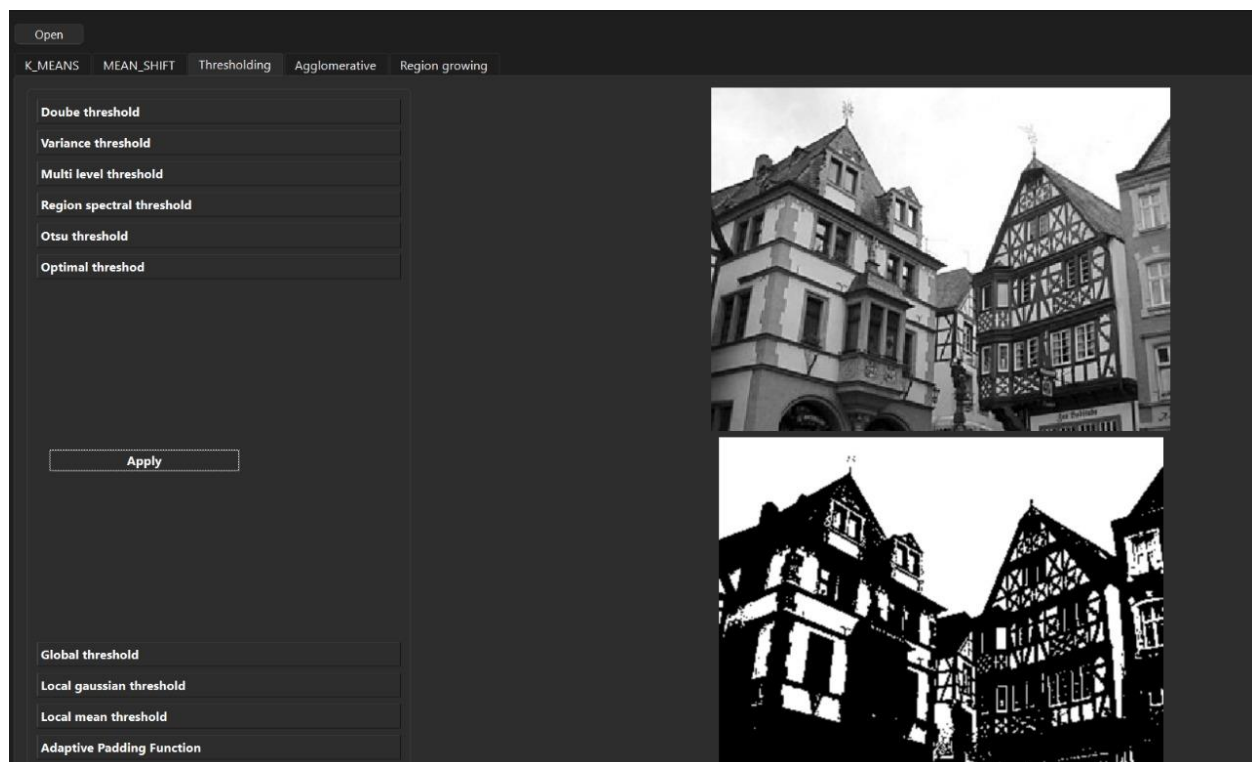 Open
K_MEANS MEAN_SHIFT Thresholding Agglomerative Region growing
Doube threshold
Variance threshold
Multi level threshold
Region spectral threshold
Otsu threshold
Optimal threshod
Apply
Global threshold
Local gaussian threshold
Local mean threshold
Adaptive Padding Function